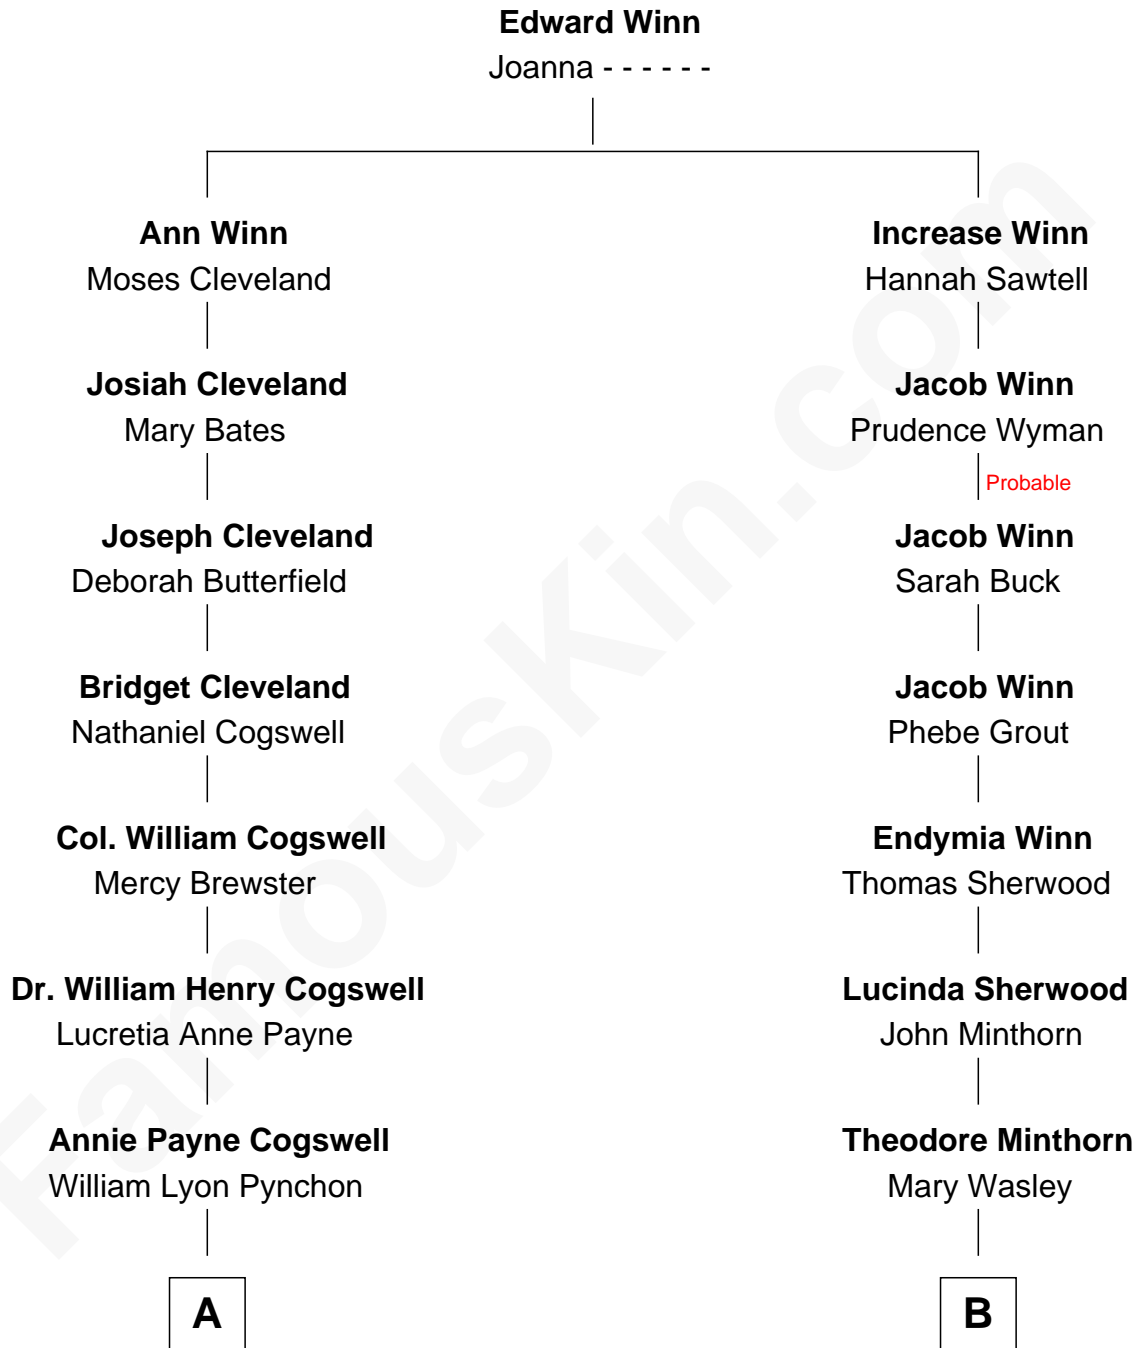 Edward Winn
Joanna - - - - - -
Ann Winn
Moses Cleveland
Josiah Cleveland
Mary Bates
Joseph Cleveland
Deborah Butterfield
Bridget Cleveland
Nathaniel Cogswell
Col. William Cogswell
Mercy Brewster
Dr. William Henry Cogswell
Lucretia Anne Payne
Annie Payne Cogswell
William Lyon Pynchon
A
Increase Winn
Hannah Sawtell
Jacob Winn
Prudence Wyman
Probable
Jacob Winn
Sarah Buck
Jacob Winn
Phebe Grout
Endymia Winn
Thomas Sherwood
Lucinda Sherwood
John Minthorn
Theodore Minthorn
Mary Wasley
B
FamousKin.com